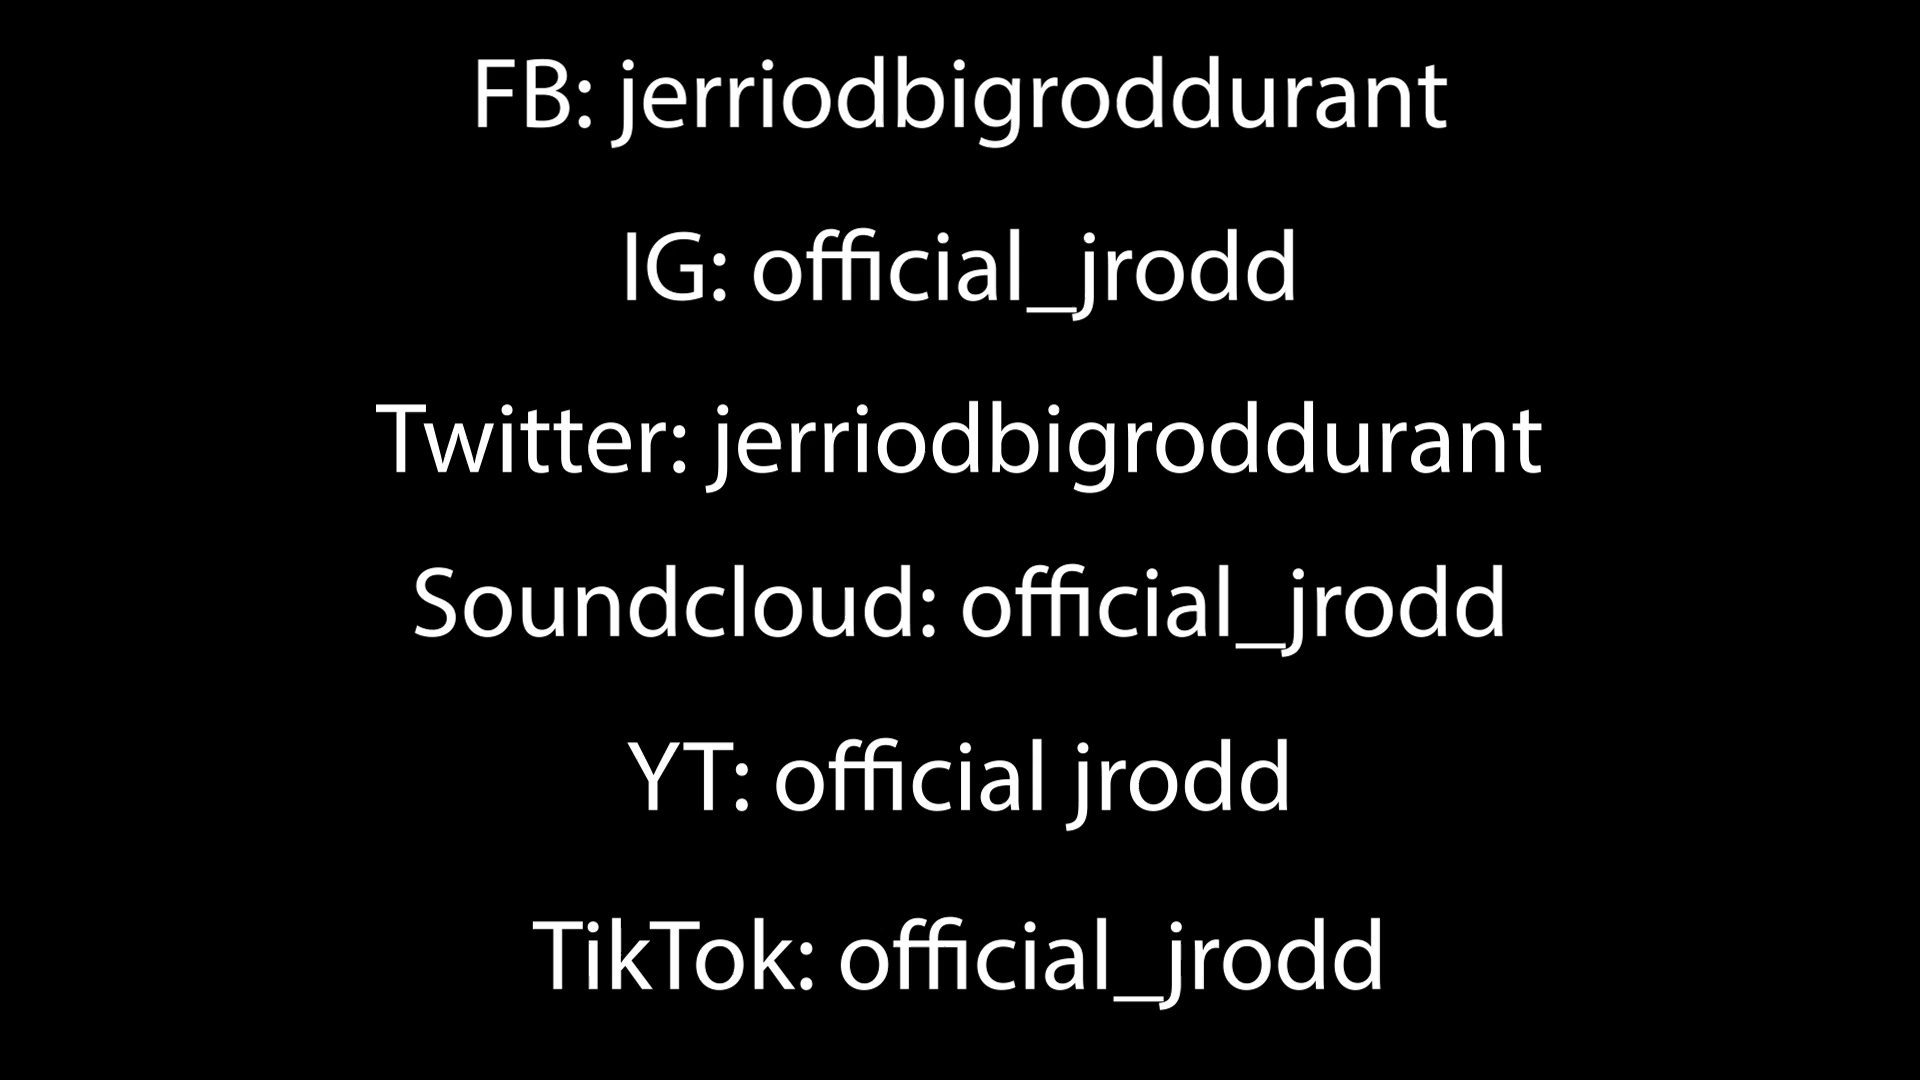 FB: jerriodbigroddurant
IG: official_jrodd
Twitter: jerriodbigroddurant
Soundcloud: official_jrodd
YT: official jrodd
TikTok: official_jrodd